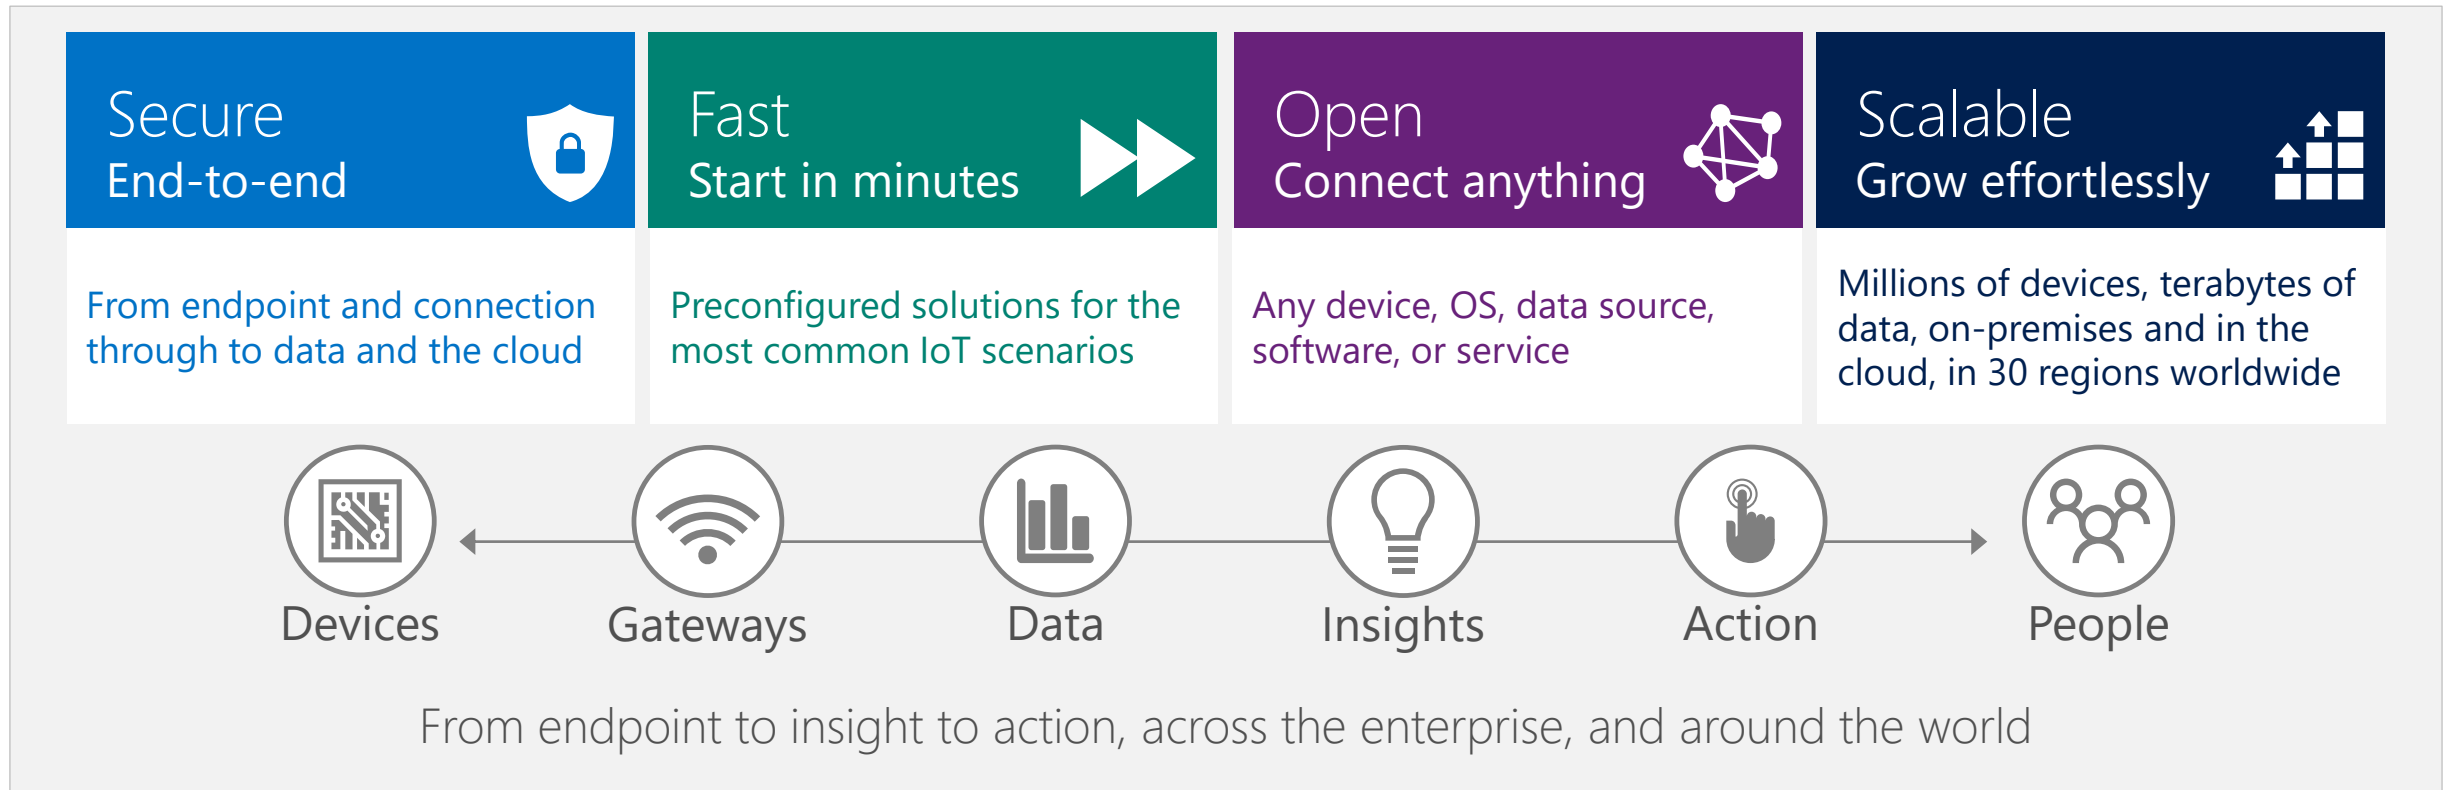 Secure
End-to-end
From endpoint and connection
through to data and the cloud
Fast
Start in minutes
Preconfigured solutions for the
most common IoT scenarios
Open
Connect anything
Any device, OS, data source,
software, or service
Scalable
Grow effortlessly
Millions of devices, terabytes of
data, on-premises and in the
cloud, in 30 regions worldwide
Devices
Gateways
Data
Insights
Action
People
From endpoint to insight to action, across the enterprise, and around the world